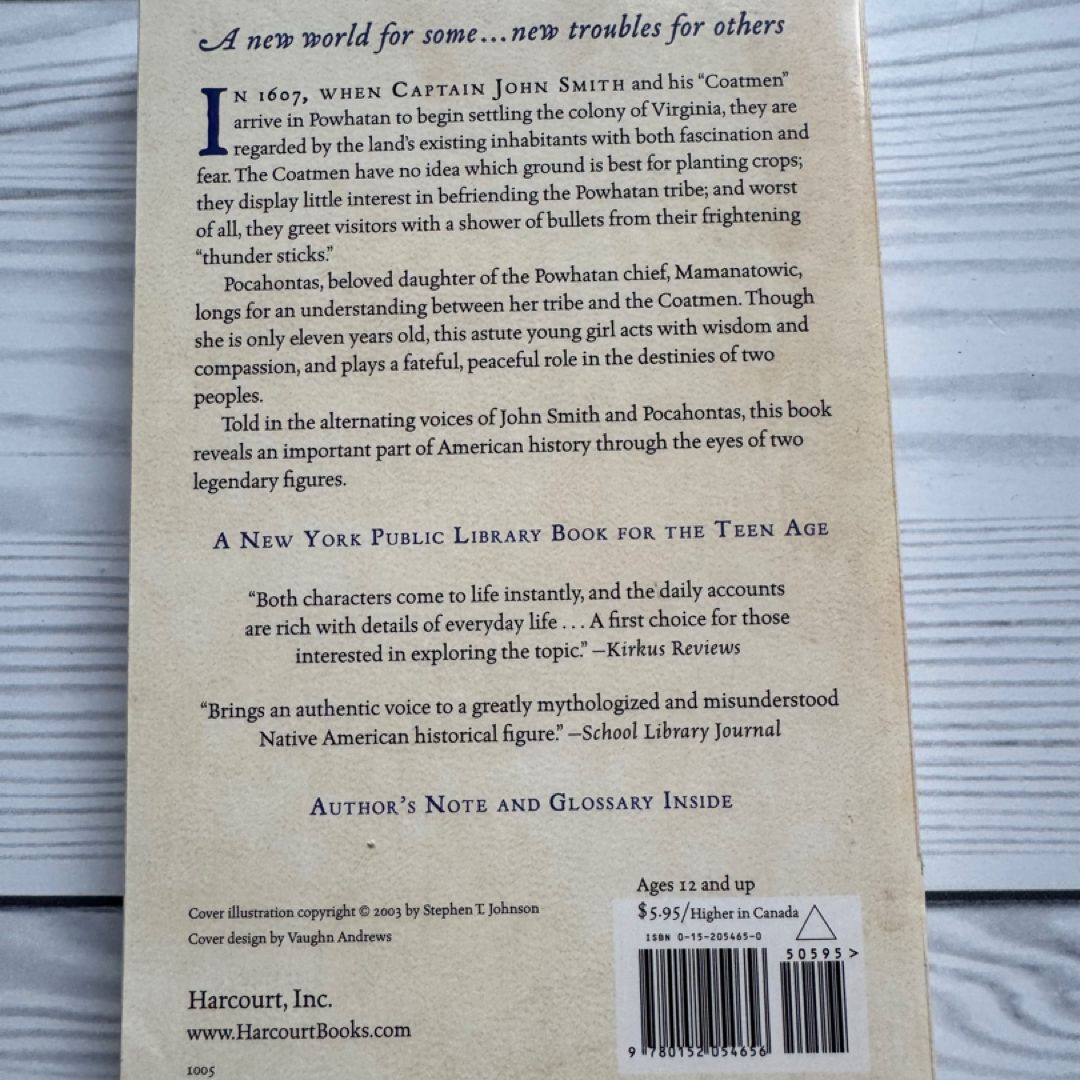 A new world for some...new troubles for others
IN 1607, WHEN CAPTAIN JOHN SMITH and his “Coatmen”
arrive in Powhatan to begin settling the colony of Virginia, they are
regarded by the land’s existing inhabitants with both fascination and
fear. The Coatmen have no idea which ground is best for planting crops;
they display little interest in befriending the Powhatan tribe; and worst
of all, they greet visitors with a shower of bullets from their frightening
“thunder sticks.”
Pocahontas, beloved daughter of the Powhatan chief, Mamanatowic,
longs for an understanding between her tribe and the Coatmen. Though
she is only eleven years old, this astute young girl acts with wisdom and
compassion, and plays a fateful, peaceful role in the destinies of two
peoples.
Told in the alternating voices of John Smith and Pocahontas, this book
reveals an important part of American history through the eyes of two
legendary figures.
A NEW YORK PUBLIC LIBRARY BOOK FOR THE TEEN AGE
“Both characters come to life instantly, and the daily accounts
are rich with details of everyday life . . . A first choice for those
interested in exploring the topic.” —Kirkus Reviews
“Brings an authentic voice to a greatly mythologized and misunderstood
Native American historical figure.” —School Library Journal
AUTHOR’S NOTE AND GLOSSARY INSIDE
Ages 12 and up
$5.95/Higher in Canada
ISBN 0-15-205465-0
50595>
9 780152 054656
Cover illustration copyright © 2003 by Stephen T. Johnson
Cover design by Vaughn Andrews
Harcourt, Inc.
www.HarcourtBooks.com
1005